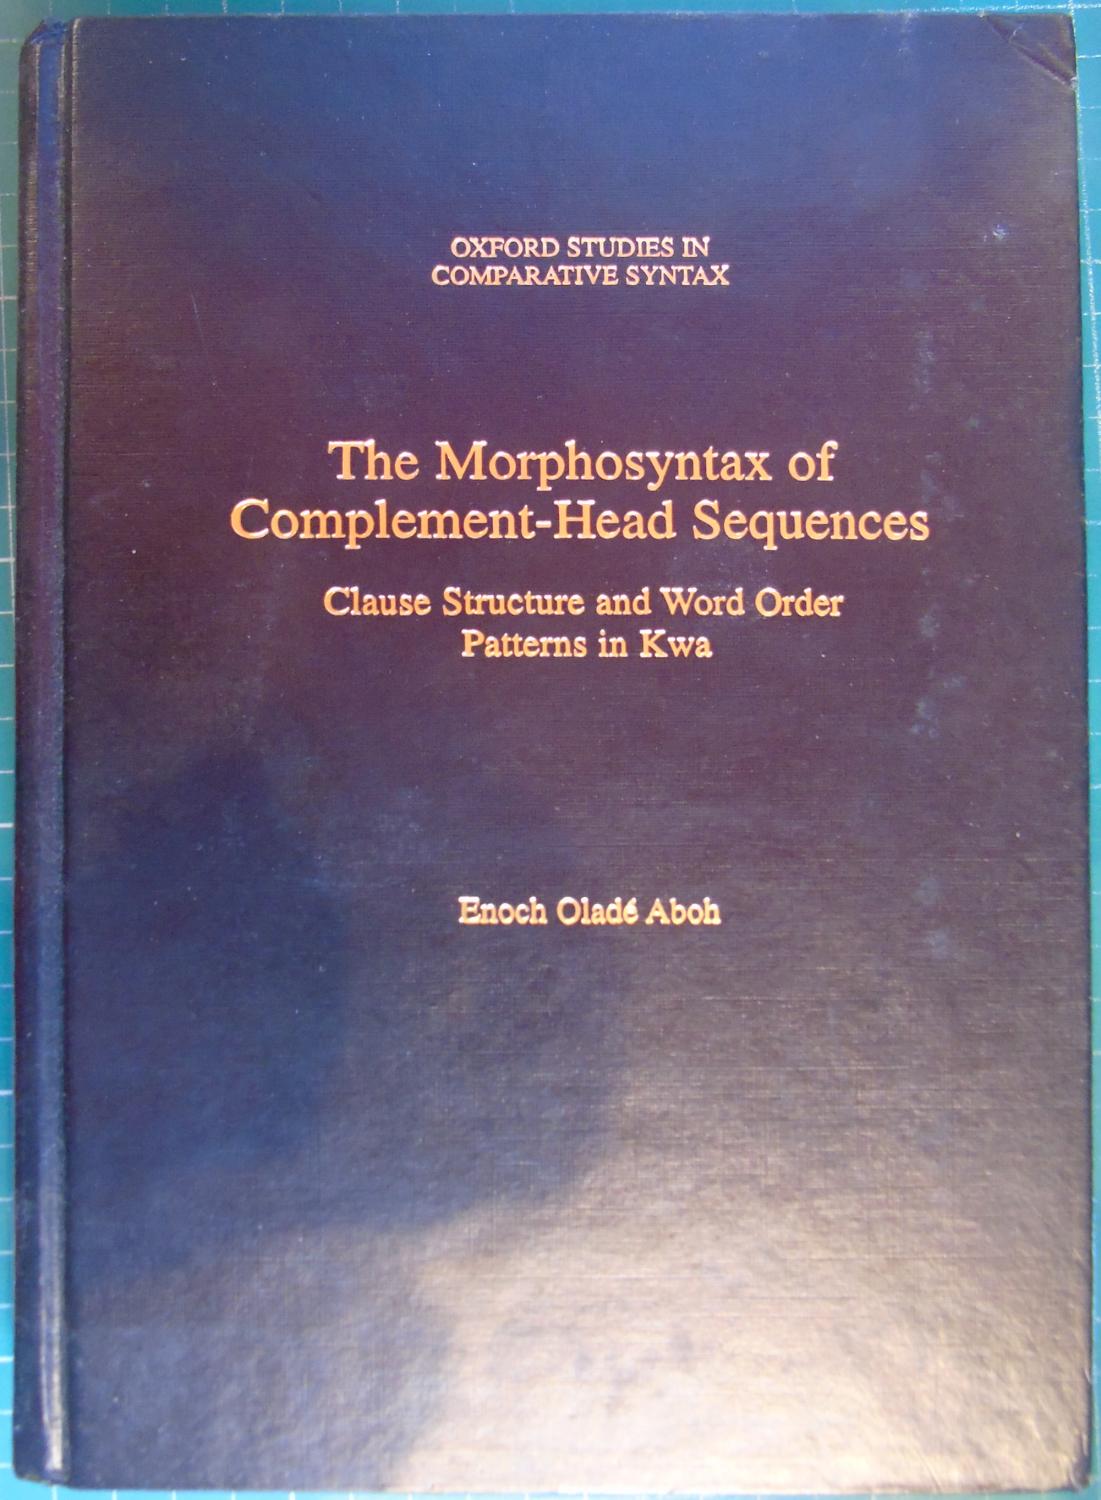 OXFORD STUDIES IN
COMPARATIVE SYNTAX
The Morphosyntax of
Complement-Head Sequences
Clause Structure and Word Order
Patterns in Kwa
Enoch Oladé Aboh